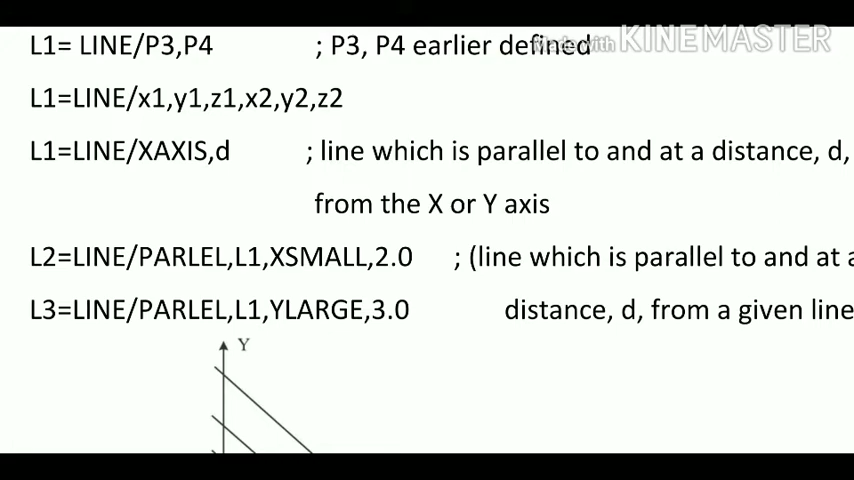 L1= LINE/P3,P4 ; P3, P4 earlier defined
Made with KINEMASTER
L1=LINE/x1,y1,z1,x2,y2,z2
L1=LINE/XAXIS,d ; line which is parallel to and at a distance, d,
from the X or Y axis
L2=LINE/PARLEL,L1,XSMALL,2.0 ; (line which is parallel to and at a
L3=LINE/PARLEL,L1,YLARGE,3.0 distance, d, from a given line
Y